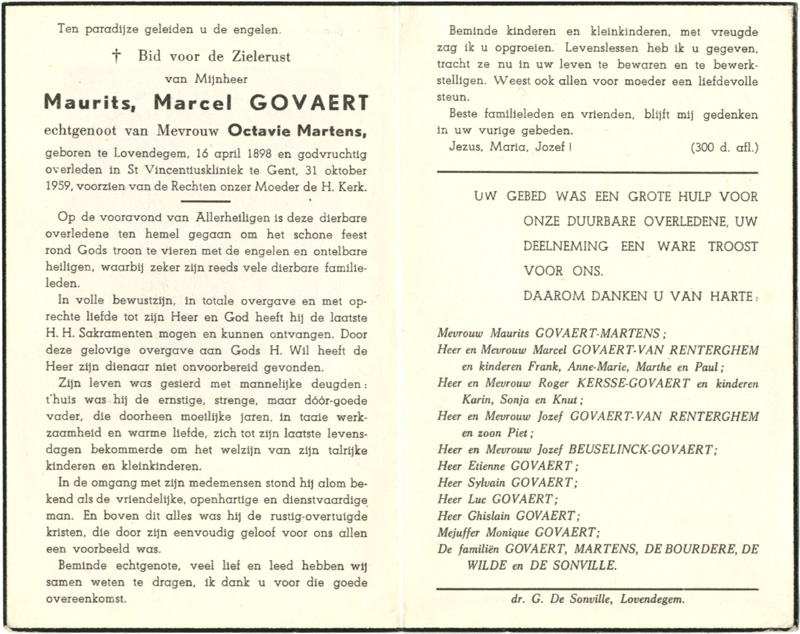 Ten paradijze geleiden u de engelen.
† Bid voor de Zielerust
van Mijnheer
Maurits, Marcel GOVAERT
echtgenoot van Mevrouw Octavie Martens,
geboren te Lovendegem, 16 april 1898 en godvruchtig
overleden in St Vincentiuskliniek te Gent, 31 oktober
1959, voorzien van de Rechten onzer Moeder de H. Kerk.
Op de vooravond van Allerheiligen is deze dierbare
overledene ten hemel gegaan om het schone feest
rond Gods troon te vieren met de engelen en ontelbare
heiligen, waarbij zeker zijn reeds vele dierbare familie-
leden.
In volle bewustzijn, in totale overgave en met op-
rechte liefde tot zijn Heer en God heeft hij de laatste
H. H. Sakramenten mogen en kunnen ontvangen. Door
deze gelovige overgave aan Gods H. Wil heeft de
Heer zijn dienaar niet onvoorbereid gevonden.
Zijn leven was gesierd met mannelijke deugden :
t'huis was hij de ernstige, strenge, maar dóór-goede
vader, die doorheen moeilijke jaren, in taaie werk-
zaamheid en warme liefde, zich tot zijn laatste levens-
dagen bekommerde om het welzijn van zijn talrijke
kinderen en kleinkinderen.
In de omgang met zijn medemensen stond hij alom be-
kend als de vriendelijke, openhartige en dienstvaardige
man. En boven dit alles was hij de rustig-overtuigde
kristen, die door zijn eenvoudig geloof voor ons allen
een voorbeeld was.
Beminde echtgenote, veel lief en leed hebben wij
samen weten te dragen, ik dank u voor die goede
overeenkomst.
Beminde kinderen en kleinkinderen, met vreugde
zag ik u opgroeien. Levenslessen heb ik u gegeven,
tracht ze nu in uw leven te bewaren en te bewerk-
stelligen. Weest ook allen voor moeder een liefdevolle
steun.
Beste familieleden en vrienden, blijft mij gedenken
in uw vurige gebeden.
Jezus, Maria, Jozef ! (300 d. afl.)
UW GEBED WAS EEN GROTE HULP VOOR
ONZE DUURBARE OVERLEDENE, UW
DEELNEMING EEN WARE TROOST
VOOR ONS.
DAAROM DANKEN U VAN HARTE :
Mevrouw Maurits GOVAERT-MARTENS ;
Heer en Mevrouw Marcel GOVAERT-VAN RENTERGHEM
en kinderen Frank, Anne-Marie, Marthe en Paul ;
Heer en Mevrouw Roger KERSSE-GOVAERT en kinderen
Karin, Sonja en Knut ;
Heer en Mevrouw Jozef GOVAERT-VAN RENTERGHEM
en zoon Piet ;
Heer en Mevrouw Jozef BEUSELINCK-GOVAERT ;
Heer Etienne GOVAERT ;
Heer Sylvain GOVAERT ;
Heer Luc GOVAERT ;
Heer Ghislain GOVAERT ;
Mejuffer Monique GOVAERT ;
De familiën GOVAERT, MARTENS, DE BOURDERE, DE
WILDE en DE SONVILLE.
dr. G. De Sonville, Lovendegem.